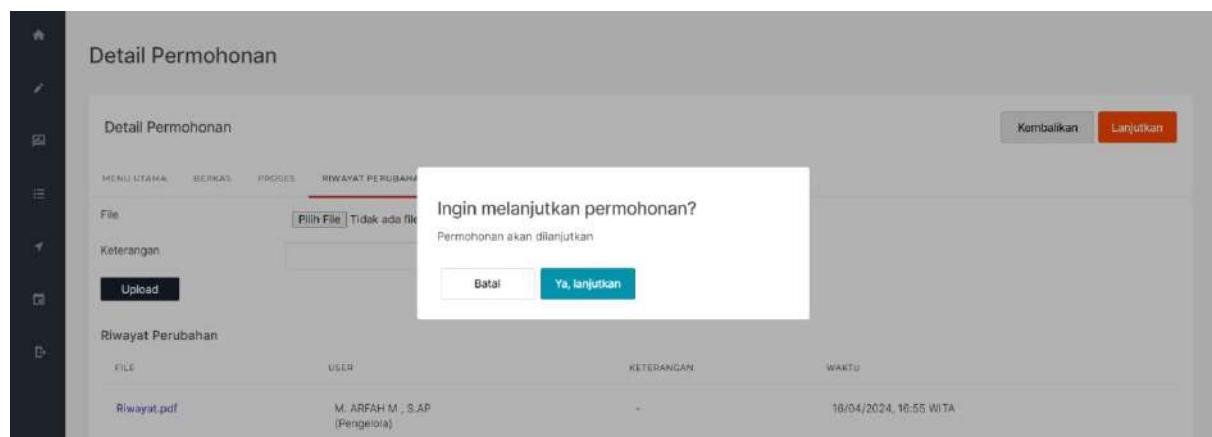 Detail Permohonan
Detail Permohonan
Kembalikan
Lanjutkan
MENU UTAMA BERKAS PROSES RIWAYAT PERUBAHA
File
Pilih File Tidak ada file
Keterangan
Upload
Ingin melanjutkan permohonan?
Permohonan akan dilanjutkan
Batal
Ya, lanjutkan
Riwayat Perubahan
FILE USER KETERANGAN WAKTU
Riwayat.pdf M. ARFAH M , S.AP - 16/04/2024, 16:55 WITA
(Pengelola)